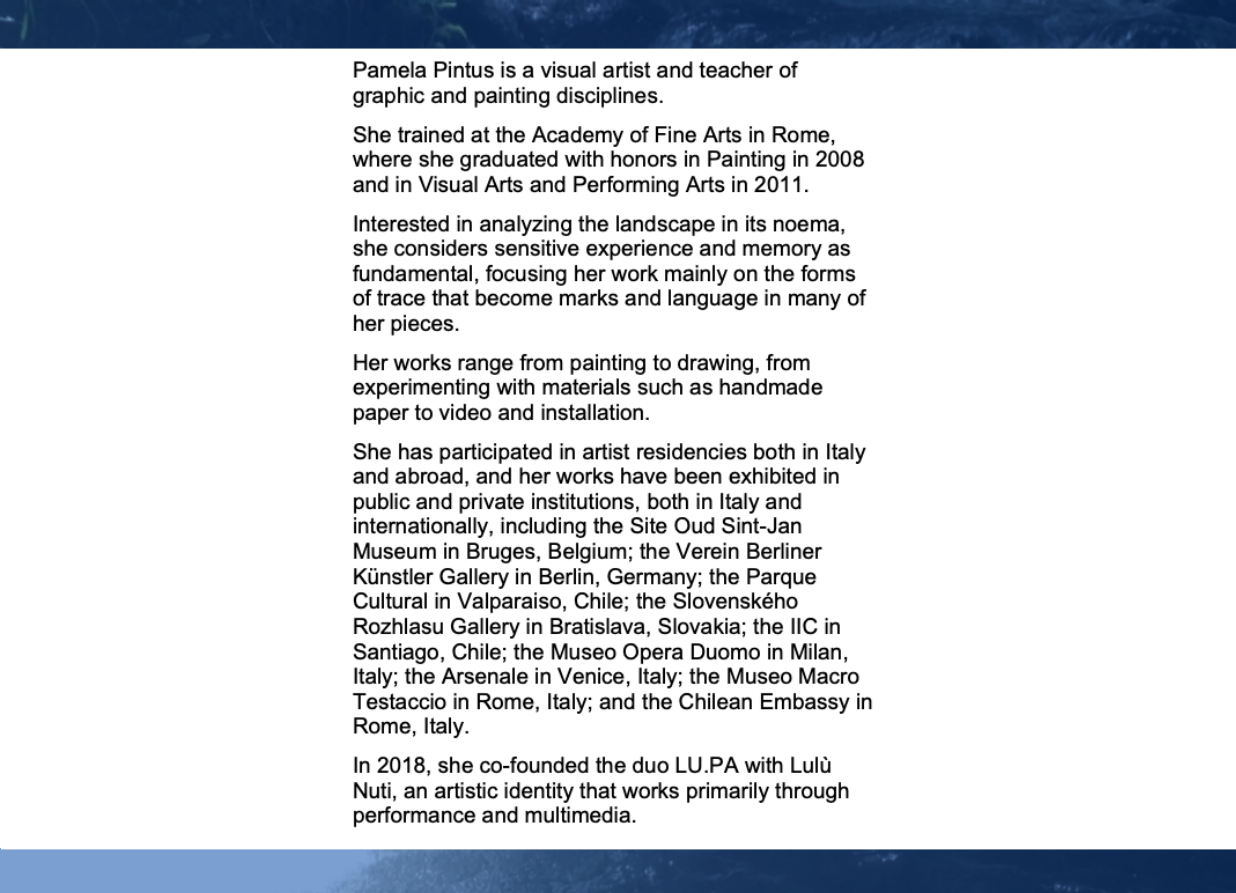 Pamela Pintus is a visual artist and teacher of
graphic and painting disciplines.
She trained at the Academy of Fine Arts in Rome,
where she graduated with honors in Painting in 2008
and in Visual Arts and Performing Arts in 2011.
Interested in analyzing the landscape in its noema,
she considers sensitive experience and memory as
fundamental, focusing her work mainly on the forms
of trace that become marks and language in many of
her pieces.
Her works range from painting to drawing, from
experimenting with materials such as handmade
paper to video and installation.
She has participated in artist residencies both in Italy
and abroad, and her works have been exhibited in
public and private institutions, both in Italy and
internationally, including the Site Oud Sint-Jan
Museum in Bruges, Belgium; the Verein Berliner
Künstler Gallery in Berlin, Germany; the Parque
Cultural in Valparaiso, Chile; the Slovenského
Rozhlasu Gallery in Bratislava, Slovakia; the IIC in
Santiago, Chile; the Museo Opera Duomo in Milan,
Italy; the Arsenale in Venice, Italy; the Museo Macro
Testaccio in Rome, Italy; and the Chilean Embassy in
Rome, Italy.
In 2018, she co-founded the duo LU.PA with Lulù
Nuti, an artistic identity that works primarily through
performance and multimedia.